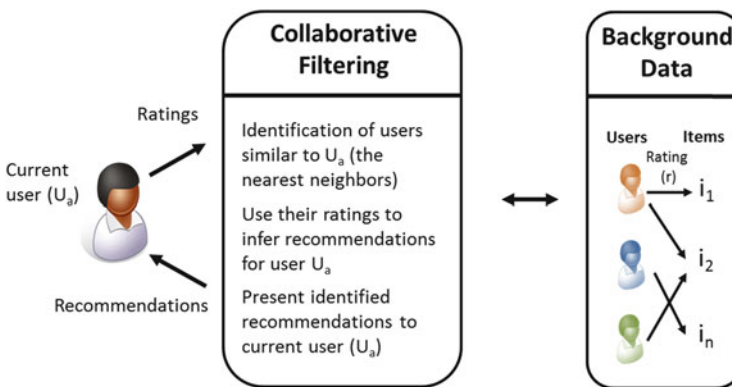 Collaborative
Filtering
Background
Data
Ratings
Current
user (Uₐ)
Recommendations
Identification of users
similar to Uₐ (the
nearest neighbors)
Use their ratings to
infer recommendations
for user Uₐ
Present identified
recommendations to
current user (Uₐ)
Users Items
Rating
(r)
i₁
i₂
iₙ